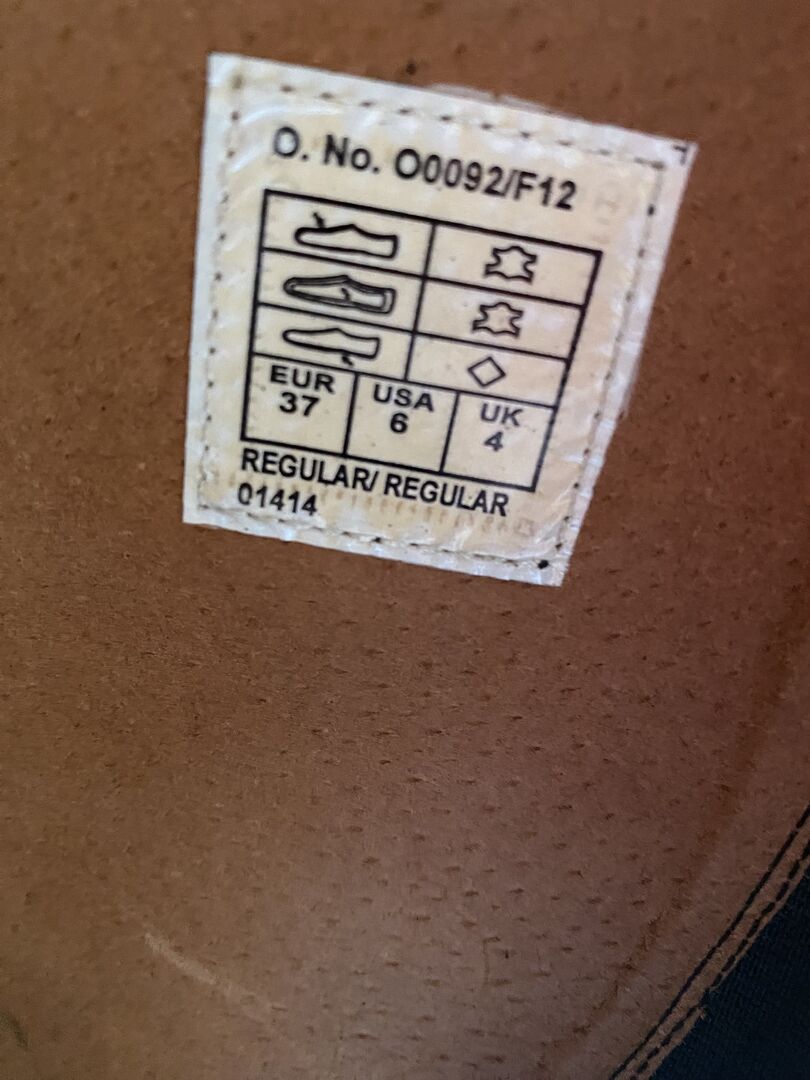 O. No. O0092/F12
EUR USA UK
37 6 4
REGULAR/ REGULAR
01414